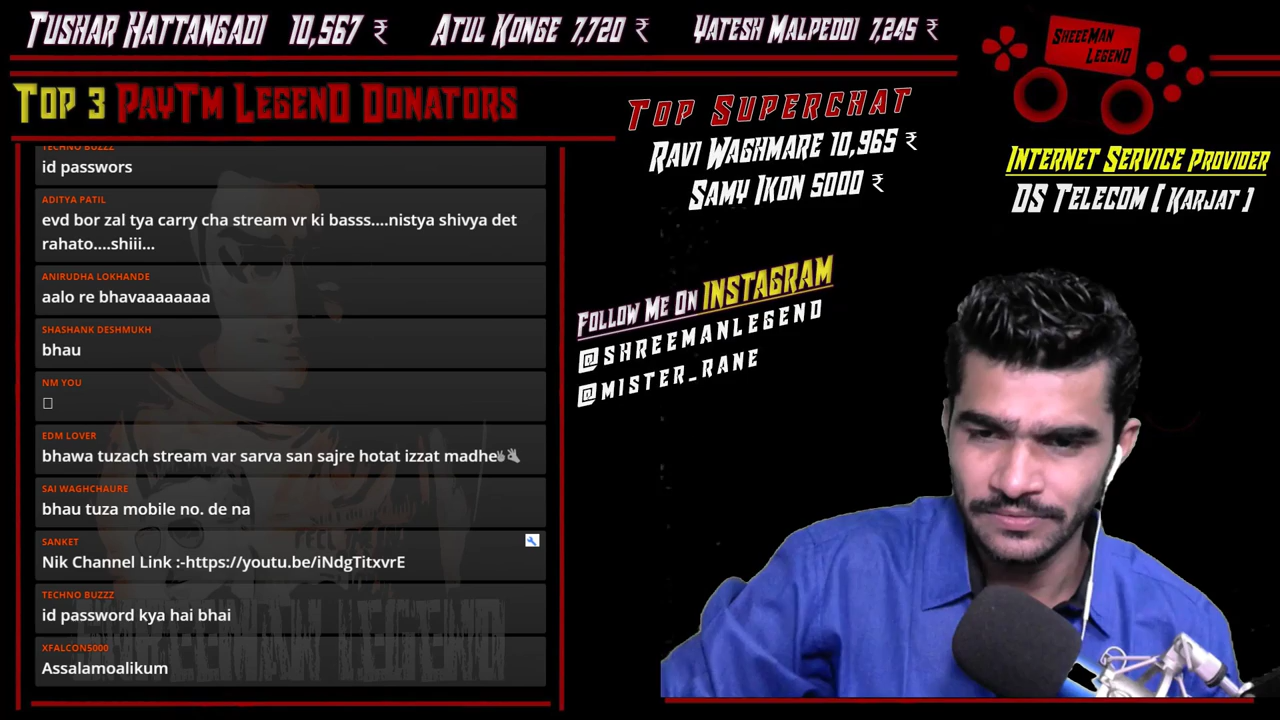 TUSHAR HATTANGADI 10,567 ₹ ATUL KONGE 7,720 ₹ YATESH MALPEDDI 7,245 ₹
TOP 3 PAYTM LEGEND DONATORS
TOP SUPERCHAT
RAVI WAGHMARE 10,965 ₹
SAMY IKON 5000 ₹
SHEEEMAN
LEGEND
INTERNET SERVICE PROVIDER
DS TELECOM [ KARJAT ]
FOLLOW ME ON INSTAGRAM
@SHREEMANLEGEND
@MISTER_RANE
TECHNO BUZZZ
id passwors
ADITYA PATIL
evd bor zal tya carry cha stream vr ki basss....nistya shivya det
rahato....shiii...
ANIRUDHA LOKHANDE
aalo re bhavaaaaaaaa
SHASHANK DESHMUKH
bhau
NM YOU
EDM LOVER
bhawa tuzach stream var sarva san sajre hotat izzat madhe
SAI WAGHCHAURE
bhau tuza mobile no. de na
SANKET
Nik Channel Link :-https://youtu.be/iNdgTitxvrE
TECHNO BUZZZ
id password kya hai bhai
XFALCON5000
Assalamoalikum
SHREEMAN LEGEND